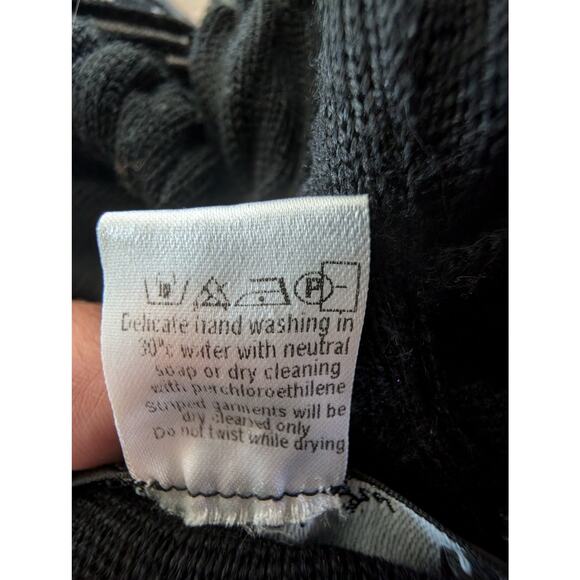 P
Delicate hand washing in
30°c water with neutral
soap or dry cleaning
with perchloroethilene
Striped garments will be
dry cleaned only
Do not twist while drying